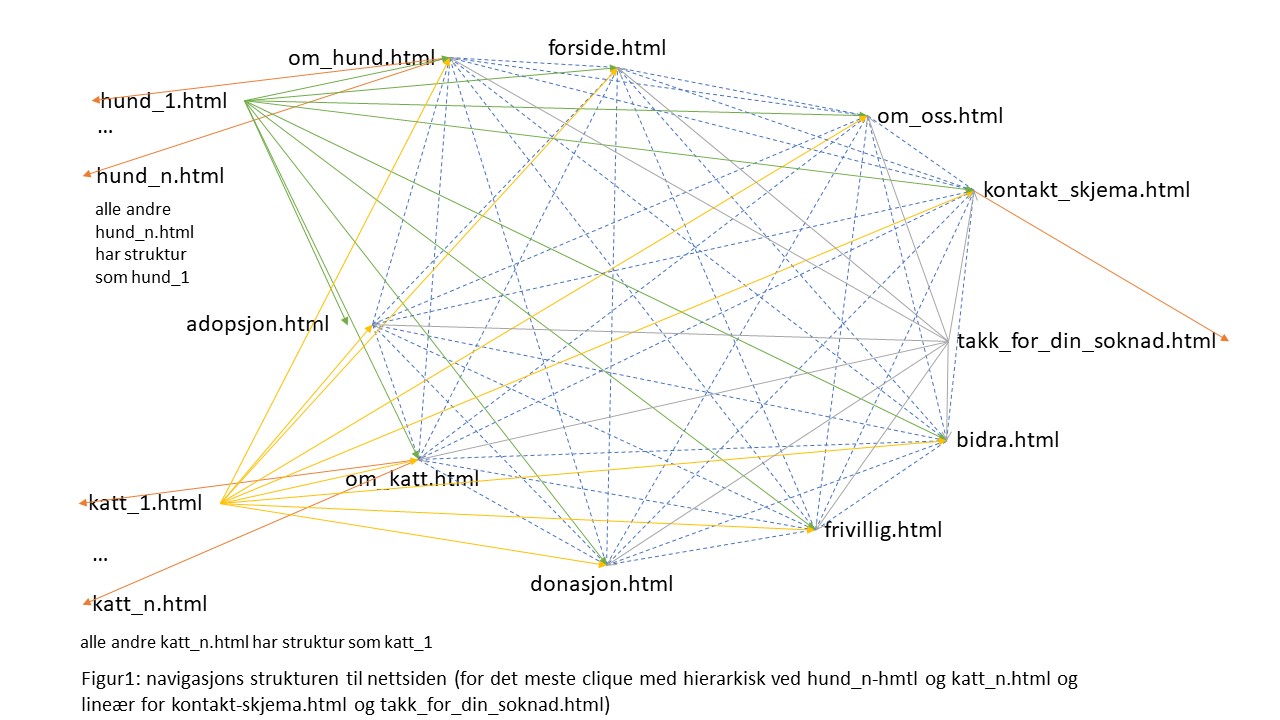 forside.html
om_hund.html
hund_1.html
...
om_oss.html
hund_n.html
kontakt_skjema.html
alle andre
hund_n.html
har struktur
som hund_1
adopsjon.html
takk_for_din_soknad.html
bidra.html
om_katt.html
katt_1.html
frivillig.html
...
donasjon.html
katt_n.html
alle andre katt_n.html har struktur som katt_1
Figur1: navigasjons strukturen til nettsiden (for det meste clique med hierarkisk ved hund_n-hmtl og katt_n.html og
lineær for kontakt-skjema.html og takk_for_din_soknad.html)